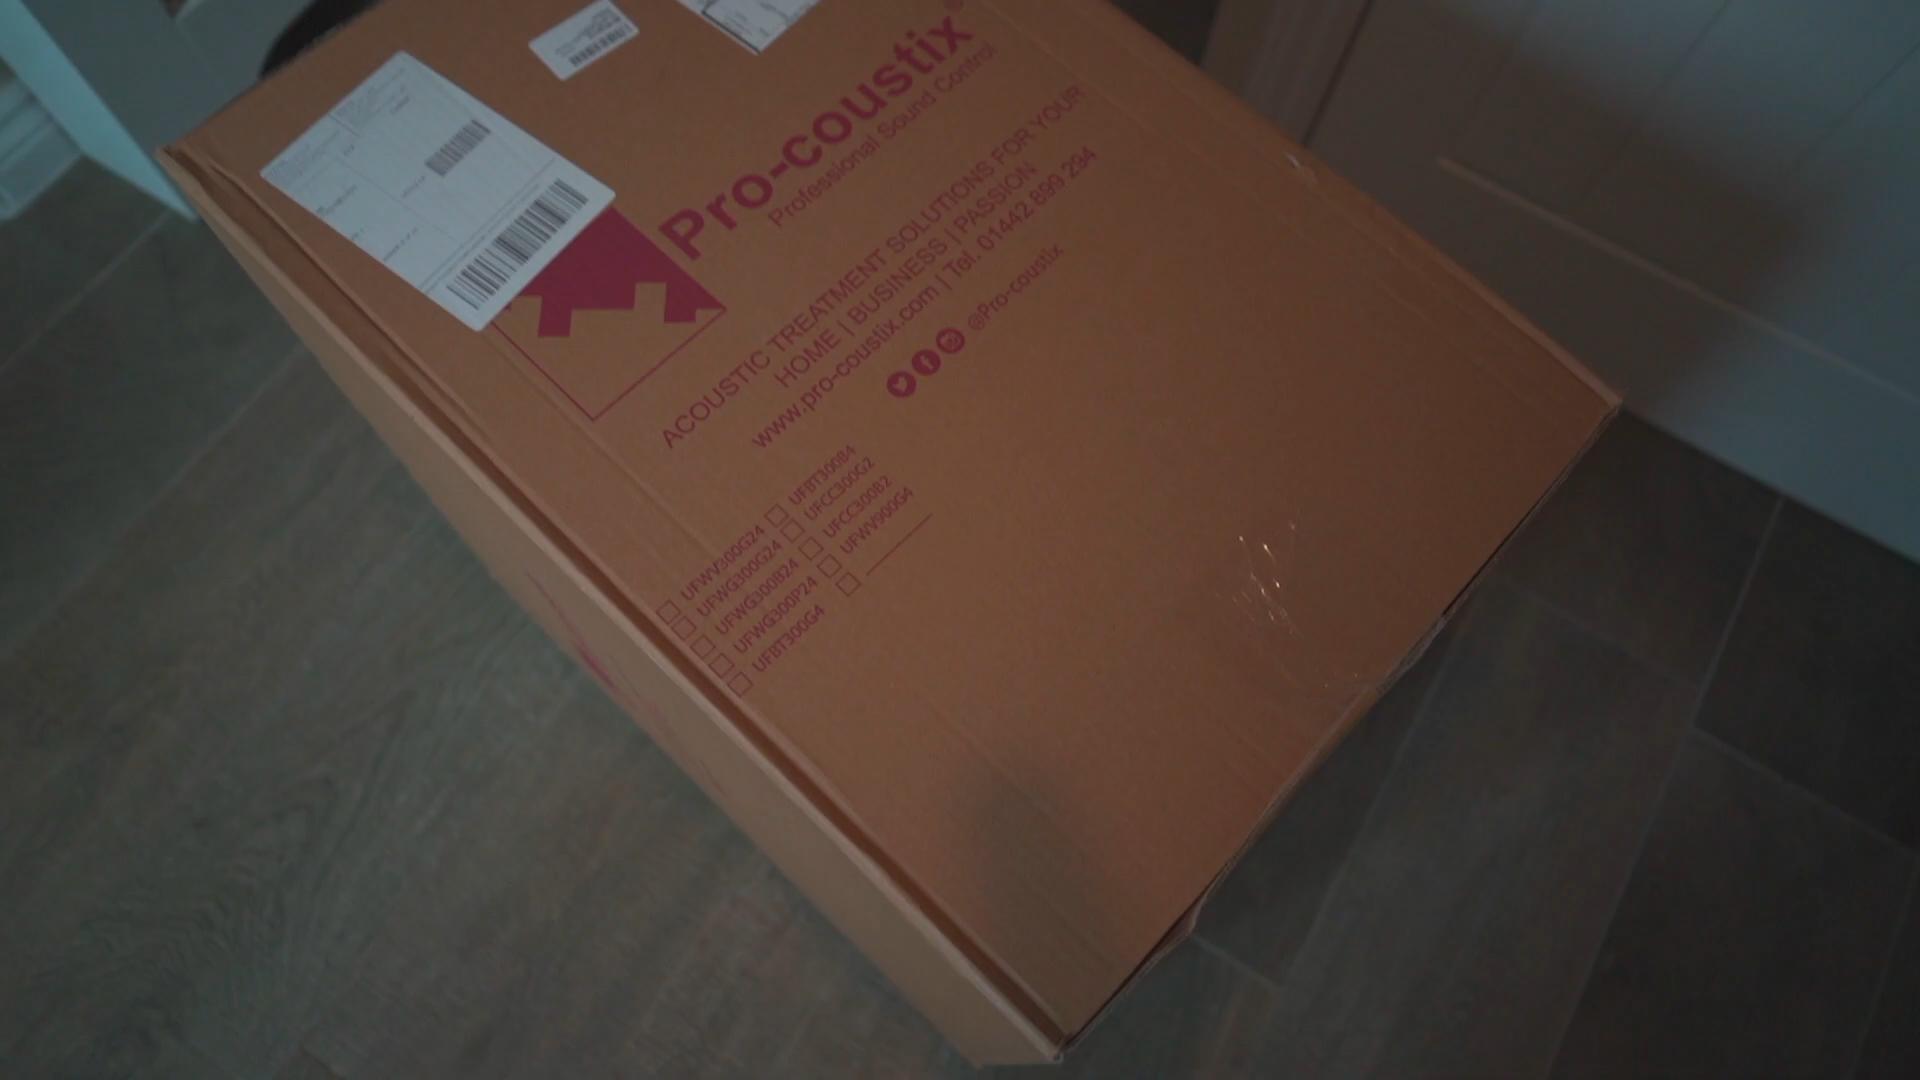 Pro-coustix®
Professional Sound Control
ACOUSTIC TREATMENT SOLUTIONS FOR YOUR
HOME | BUSINESS | PASSION
www.pro-coustix.com | Tel. 01442 899 294
@Pro-coustix
UFWV300G24
UFWG300G24
UFWG300B24
UFWG300P24
UFBT300G4
UFBT300B4
UFCC300G2
UFCC300B2
UFWV900G4